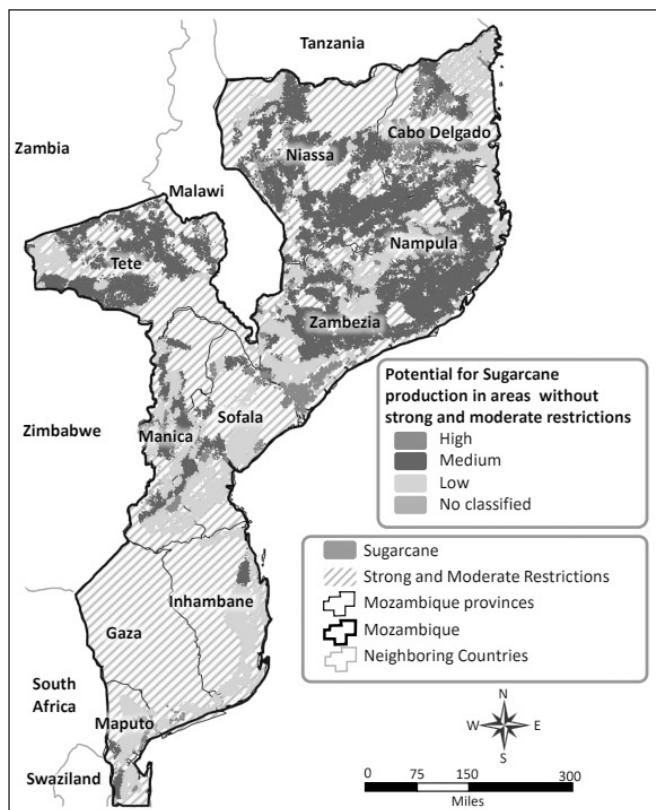 Tanzania
Zambia
Cabo Delgado
Niassa
Malawi
Nampula
Tete
Zambezia
Potential for Sugarcane
production in areas without
strong and moderate restrictions
High
Medium
Low
No classified
Zimbabwe
Sofala
Manica
Sugarcane
Strong and Moderate Restrictions
Mozambique provinces
Mozambique
Neighboring Countries
Inhambane
Gaza
South
Africa
Maputo
Swaziland
N
W E
S
0 75 150 300
Miles